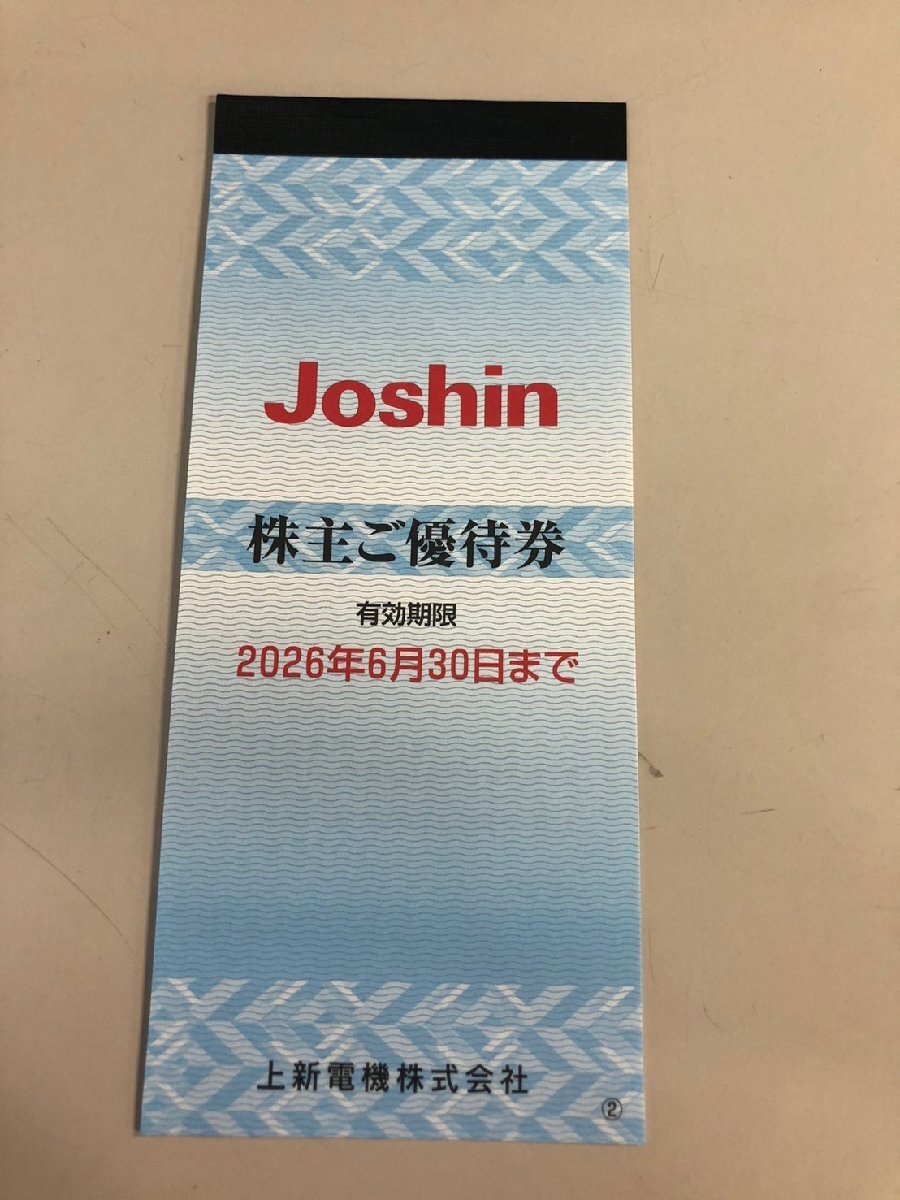 Joshin
株主ご優待券
有効期限
2026年6月30日まで
上新電機株式会社
②